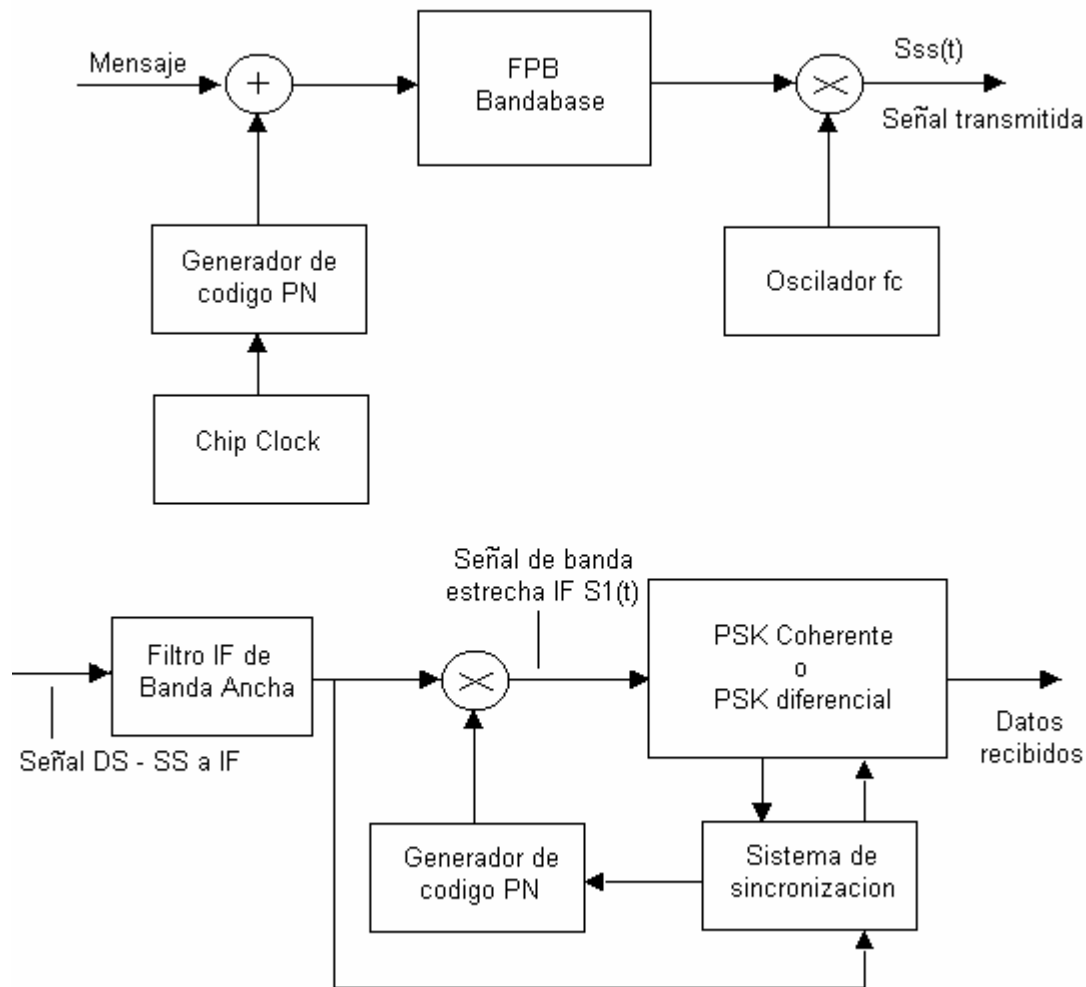 Mensaje
+
FPB
Bandabase
Sss(t)
Señal transmitida
Generador de
codigo PN
Oscilador fc
Chip Clock
Señal de banda
estrecha IF S1(t)
Filtro IF de
Banda Ancha
PSK Coherente
o
PSK diferencial
Señal DS - SS a IF
Datos
recibidos
Generador de
codigo PN
Sistema de
sincronizacion